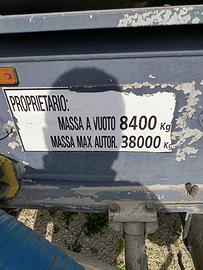 PROPRIETARIO:
MASSA A VUOTO 8400 Kg
MASSA MAX AUTOR. 38000 Kg